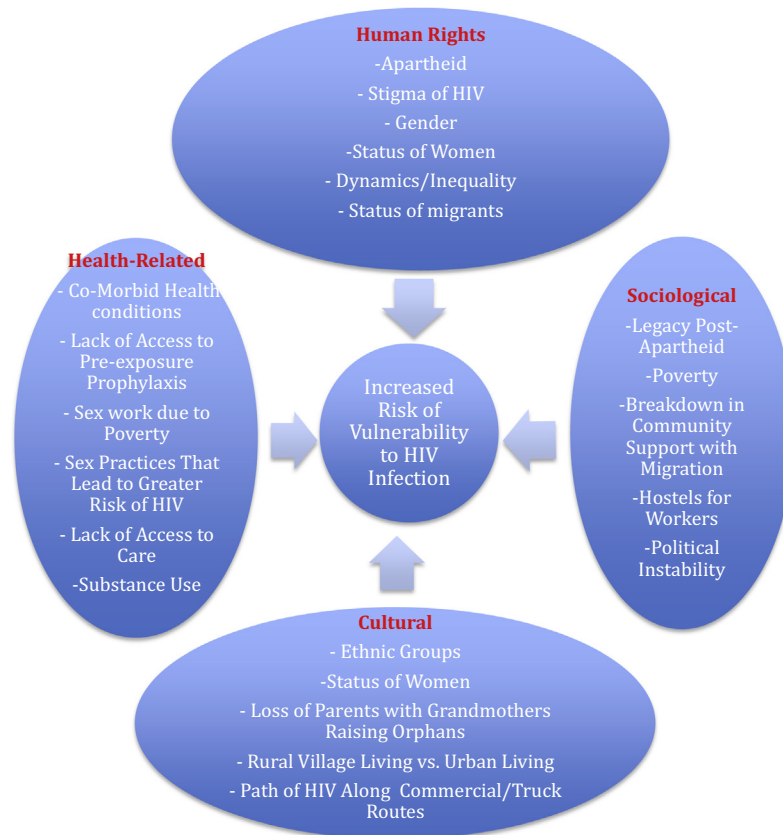 Human Rights
-Apartheid
- Stigma of HIV
- Gender
-Status of Women
- Dynamics/Inequality
- Status of migrants
Health-Related
- Co-Morbid Health
conditions
- Lack of Access to
Pre-exposure
Prophylaxis
- Sex work due to
Poverty
- Sex Practices That
Lead to Greater
Risk of HIV
- Lack of Access to
Care
-Substance Use
Increased
Risk of
Vulnerability
to HIV
Infection
Sociological
-Legacy Post-
Apartheid
-Poverty
-Breakdown in
Community
Support with
Migration
-Hostels for
Workers
-Political
Instability
Cultural
- Ethnic Groups
-Status of Women
- Loss of Parents with Grandmothers
Raising Orphans
- Rural Village Living vs. Urban Living
- Path of HIV Along Commercial/Truck
Routes